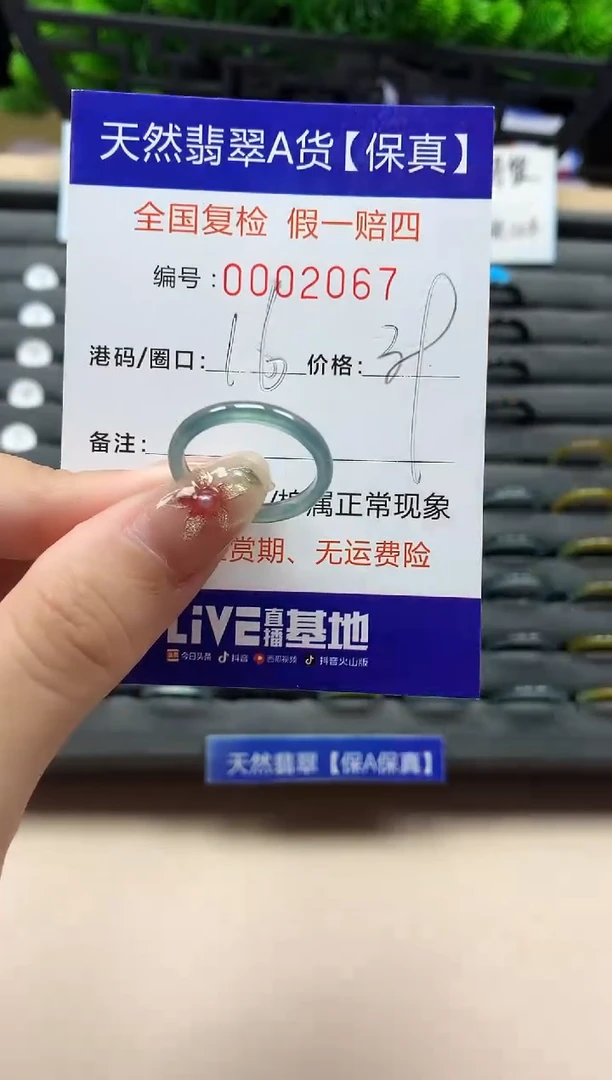 天然翡翠A货【保真】
全国复检 假一赔四
编号:0002067
港码/圈口:16 价格:
备注:
属正常现象
赏期、无运费险
LiVE直播基地
今日头条 抖音 西瓜视频 抖音火山版
天然翡翠【保A保真】